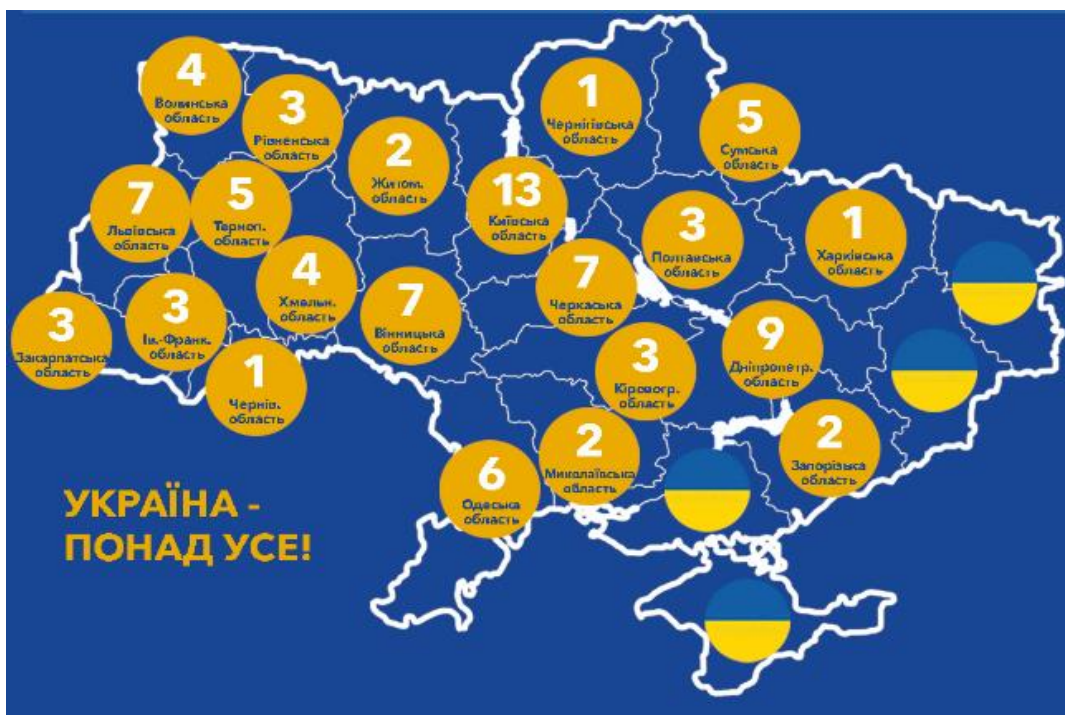 4
Волинська
область
3
Рівненська
область
2
Житом.
область
1
Чернігівська
область
5
Сумська
область
7
Львівська
область
5
Терноп.
область
13
Київська
область
3
Полтавська
область
1
Харківська
область
4
Хмельн.
область
7
Вінницька
область
7
Черкаська
область
3
Закарпатська
область
3
Ів.-Франк.
область
1
Чернів.
область
3
Кіровогр.
область
9
Дніпропетр.
область
6
Одеська
область
2
Миколаївська
область
2
Запорізька
область
УКРАЇНА -
ПОНАД УСЕ!